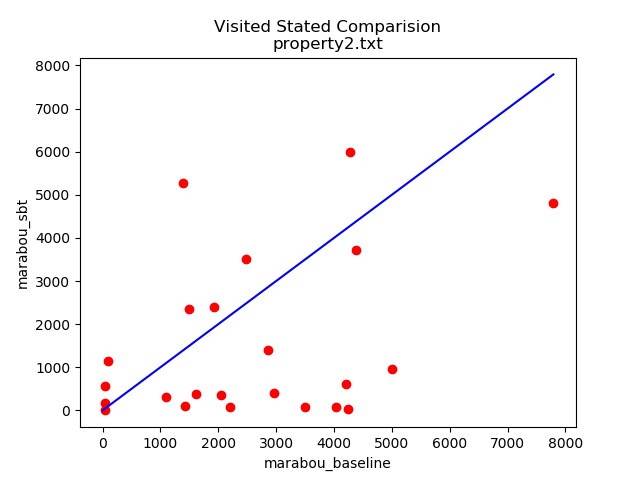 Visited Stated Comparision
property2.txt
8000
7000
6000
5000
4000
3000
2000
1000
0
marabou_sbt
0 1000 2000 3000 4000 5000 6000 7000 8000
marabou_baseline